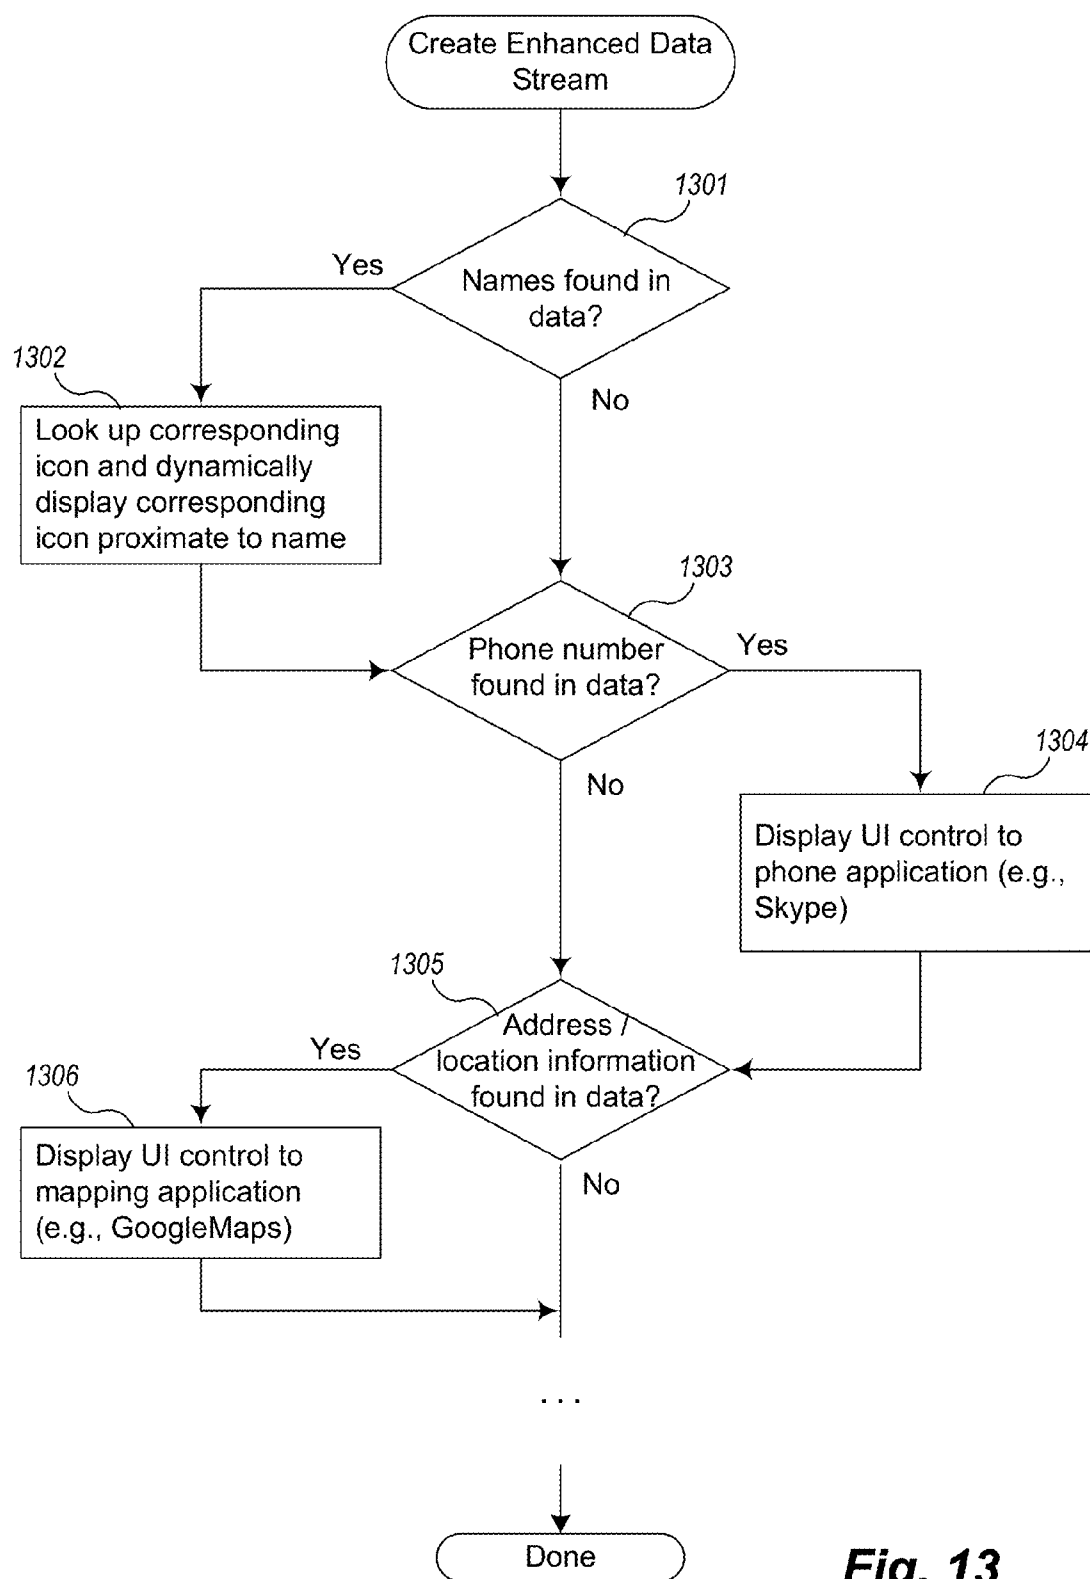 Create Enhanced Data
Stream
1301
Yes
Names found in
data?
1302
No
Look up corresponding
icon and dynamically
display corresponding
icon proximate to name
1303
Phone number
found in data?
Yes
1304
No
Display UI control to
phone application (e.g.,
Skype)
1305
Address /
location information
found in data?
Yes
1306
Display UI control to
mapping application
(e.g., GoogleMaps)
No
. . .
Done
Fig. 13